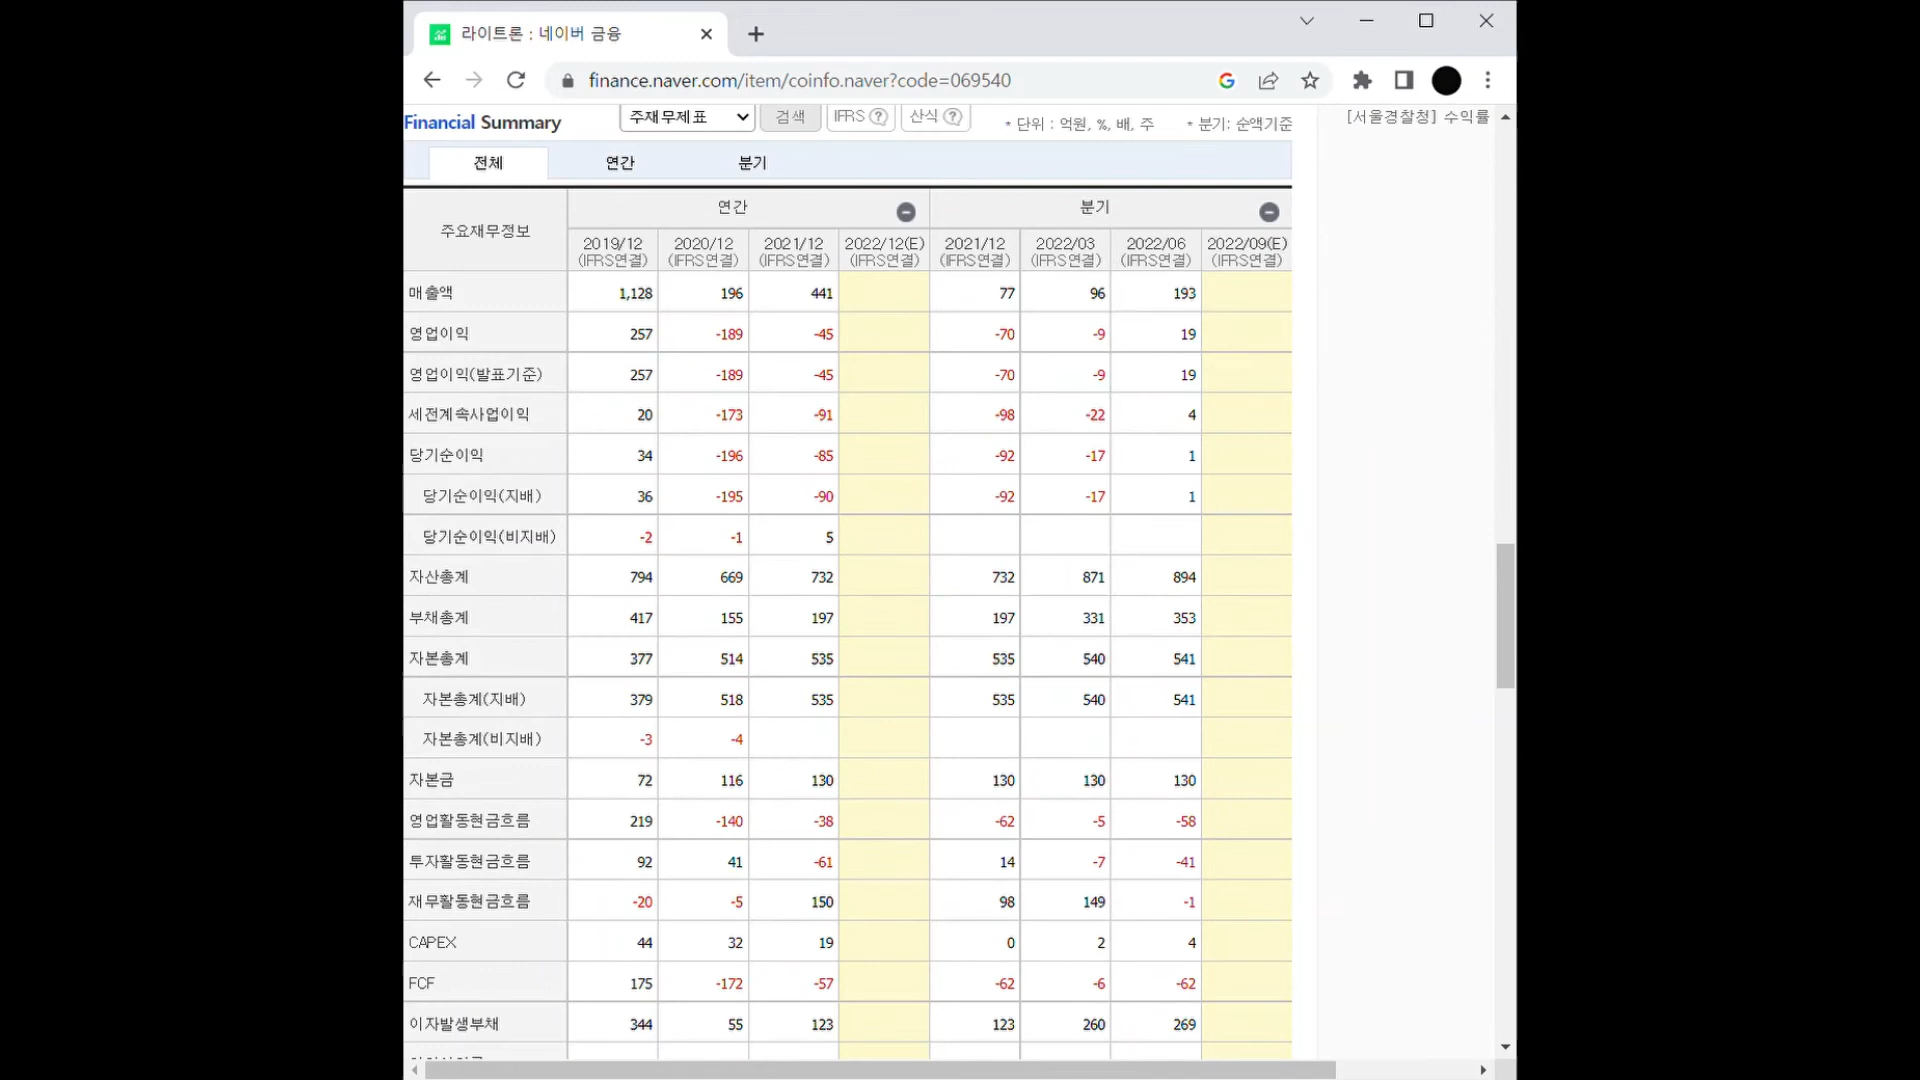 라이트론 : 네이버 금융
finance.naver.com/item/coinfo.naver?code=069540
Financial Summary 주재무제표 검색 IFRS ? 산식 ? * 단위 : 억원, %, 배, 주 * 분기: 순액기준 [서울경찰청] 수익률
전체 연간 분기
주요재무정보 연간 분기
2019/12 2020/12 2021/12 2022/12(E) 2021/12 2022/03 2022/06 2022/09(E)
(IFRS연결) (IFRS연결) (IFRS연결) (IFRS연결) (IFRS연결) (IFRS연결) (IFRS연결) (IFRS연결)
매출액 1,128 196 441 77 96 193
영업이익 257 -189 -45 -70 -9 19
영업이익(발표기준) 257 -189 -45 -70 -9 19
세전계속사업이익 20 -173 -91 -98 -22 4
당기순이익 34 -196 -85 -92 -17 1
당기순이익(지배) 36 -195 -90 -92 -17 1
당기순이익(비지배) -2 -1 5
자산총계 794 669 732 732 871 894
부채총계 417 155 197 197 331 353
자본총계 377 514 535 535 540 541
자본총계(지배) 379 518 535 535 540 541
자본총계(비지배) -3 -4
자본금 72 116 130 130 130 130
영업활동현금흐름 219 -140 -38 -62 -5 -58
투자활동현금흐름 92 41 -61 14 -7 -41
재무활동현금흐름 -20 -5 150 98 149 -1
CAPEX 44 32 19 0 2 4
FCF 175 -172 -57 -62 -6 -62
이자발생부채 344 55 123 123 260 269